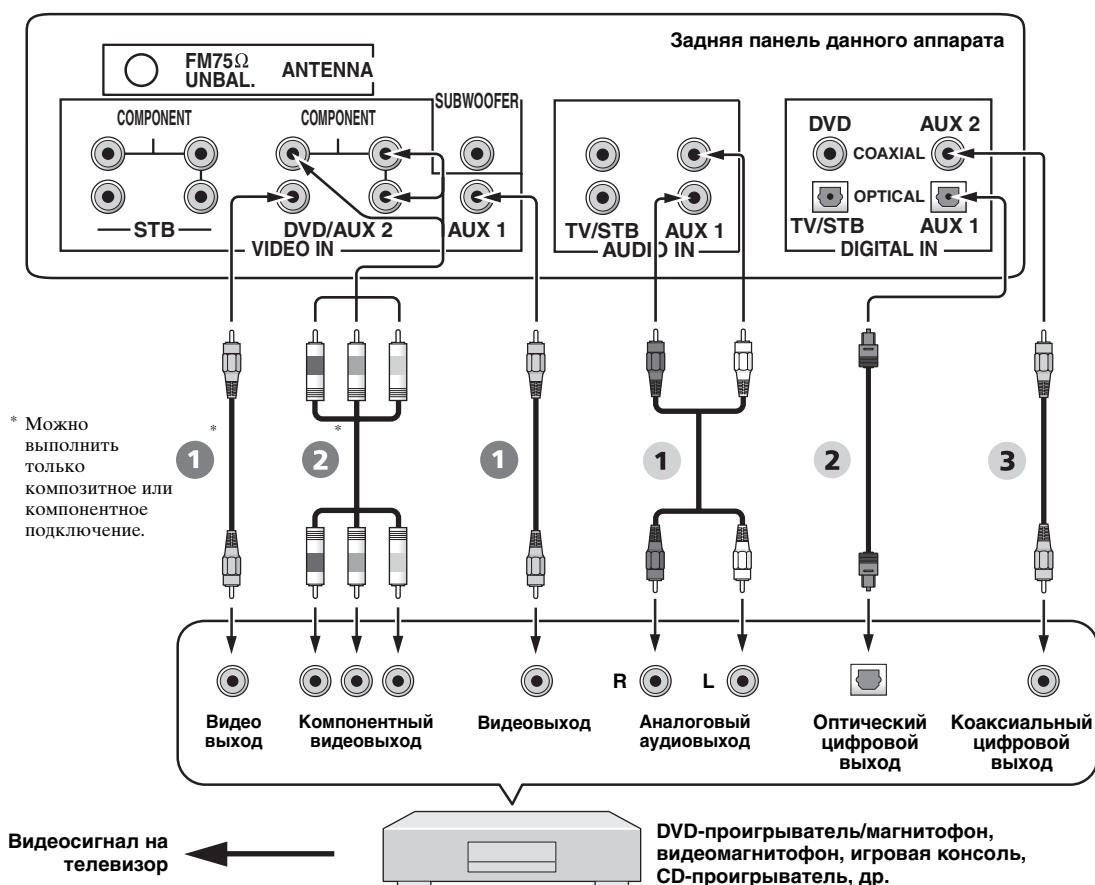 Задняя панель данного аппарата
FM75Ω
UNBAL.
ANTENNA
SUBWOOFER
COMPONENT
COMPONENT
DVD
AUX 2
COAXIAL
OPTICAL
STB
DVD/AUX 2
AUX 1
VIDEO IN
TV/STB
AUX 1
AUDIO IN
TV/STB
AUX 1
DIGITAL IN
* Можно
выполнить
только
композитное или
компонентное
подключение.
1*
2*
1
1
2
3
R
L
Видео
выход
Компонентный
видеовыход
Видеовыход
Аналоговый
аудиовыход
Оптический
цифровой
выход
Коаксиальный
цифровой
выход
Видеосигнал на
телевизор
DVD-проигрыватель/магнитофон,
видеомагнитофон, игровая консоль,
CD-проигрыватель, др.